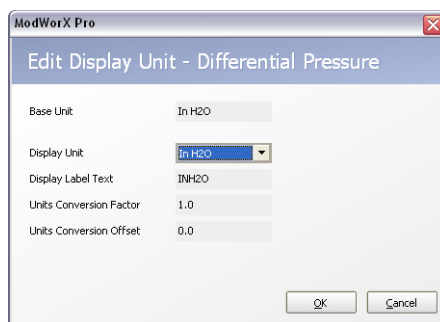 ModWorX Pro
Edit Display Unit - Differential Pressure
Base Unit In H2O
Display Unit In H2O
Display Label Text INH2O
Units Conversion Factor 1.0
Units Conversion Offset 0.0
OK Cancel